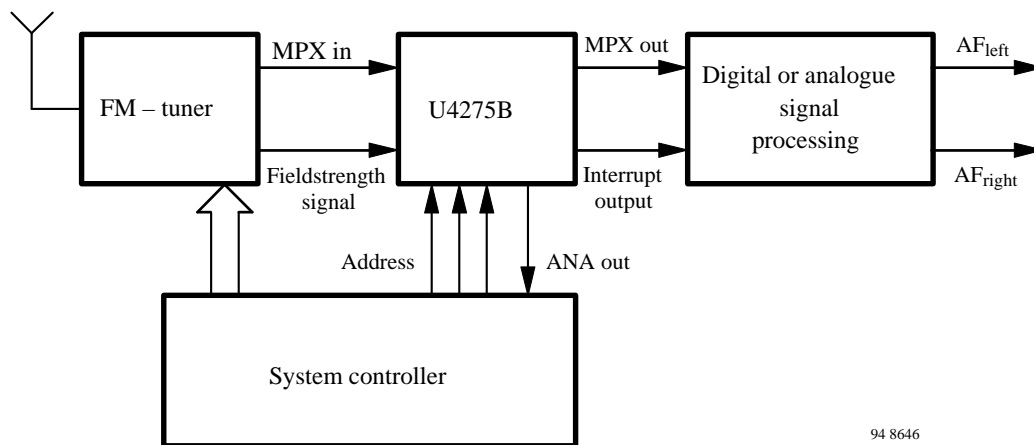 MPX in
MPX out
AFleft
FM – tuner
U4275B
Digital or analogue
signal
processing
Fieldstrength
signal
Interrupt
output
AFright
Address
ANA out
System controller
94 8646